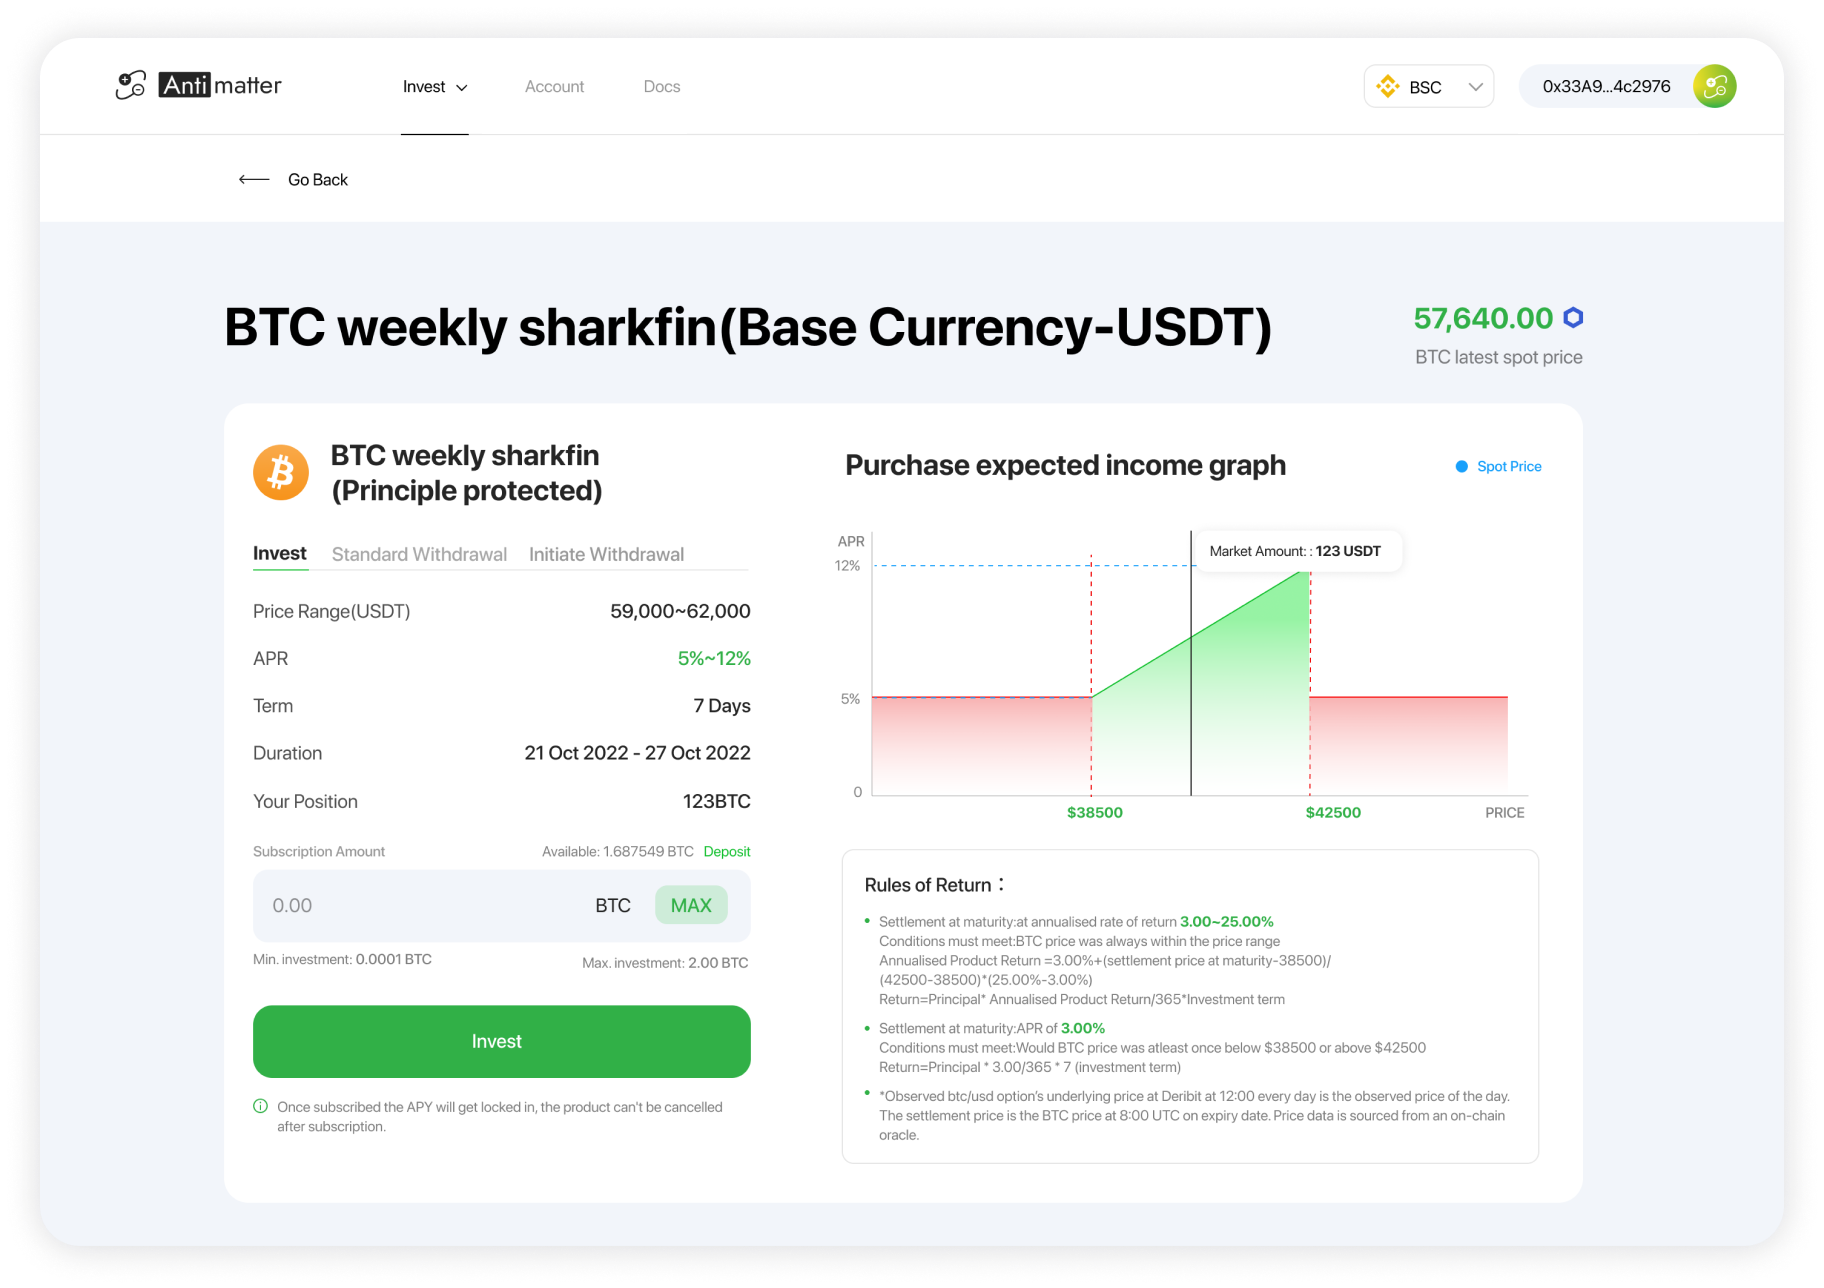 Antimatter
Invest
Account
Docs
BSC
0x33A9...4c2976
Go Back
BTC weekly sharkfin(Base Currency-USDT)
57,640.00
BTC latest spot price
BTC weekly sharkfin
(Principle protected)
Invest
Standard Withdrawal
Initiate Withdrawal
Price Range(USDT) 59,000~62,000
APR 5%~12%
Term 7 Days
Duration 21 Oct 2022 - 27 Oct 2022
Your Position 123BTC
Subscription Amount Available: 1.687549 BTC Deposit
0.00 BTC MAX
Min. investment: 0.0001 BTC Max. investment: 2.00 BTC
Invest
Once subscribed the APY will get locked in, the product can't be cancelled
after subscription.
Purchase expected income graph
Spot Price
APR
Market Amount: : 123 USDT
12%
5%
0
$38500 $42500 PRICE
Rules of Return：
Settlement at maturity:at annualised rate of return 3.00~25.00%
Conditions must meet:BTC price was always within the price range
Annualised Product Return =3.00%+(settlement price at maturity-38500)/
(42500-38500)*(25.00%-3.00%)
Return=Principal* Annualised Product Return/365*Investment term
Settlement at maturity:APR of 3.00%
Conditions must meet:Would BTC price was atleast once below $38500 or above $42500
Return=Principal * 3.00/365 * 7 (investment term)
*Observed btc/usd option's underlying price at Deribit at 12:00 every day is the observed price of the day.
The settlement price is the BTC price at 8:00 UTC on expiry date. Price data is sourced from an on-chain
oracle.